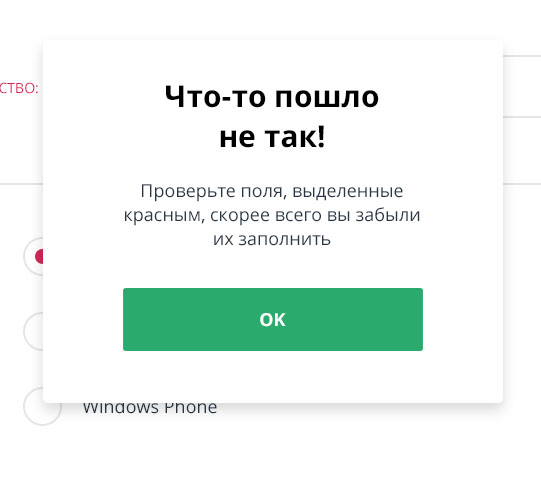 Что-то пошло
не так!
СТВО:
Проверьте поля, выделенные
красным, скорее всего вы забыли
их заполнить
OK
Windows Phone